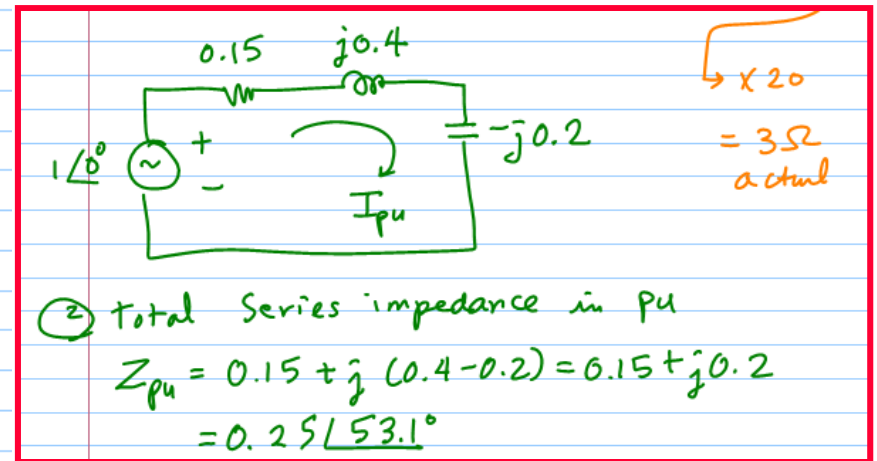 0.15 j0.4
x 20
1∠0° + -
-j0.2
= 3Ω
actual
Ipu
② Total Series impedance in pu
Zpu = 0.15 + j (0.4-0.2) = 0.15 + j0.2
= 0.25∠53.1°